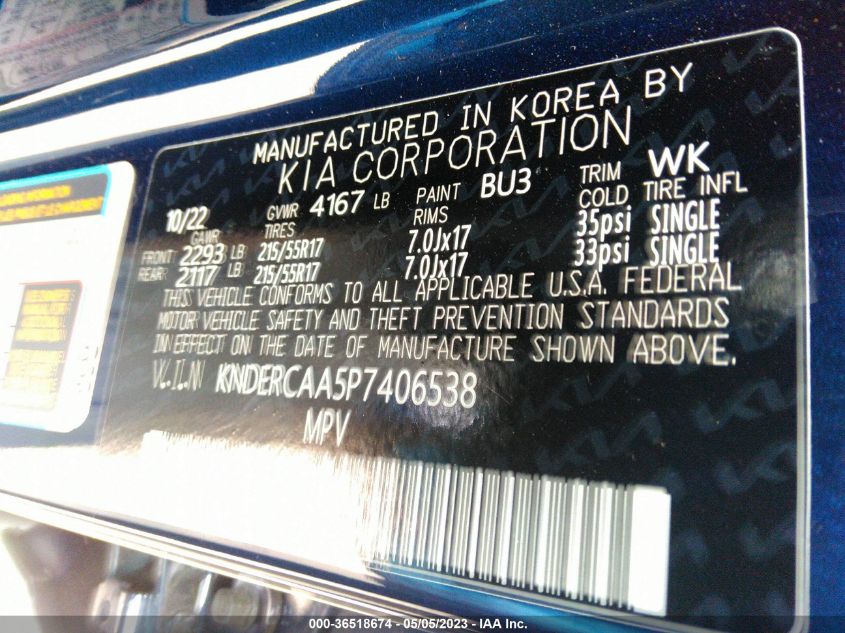 MANUFACTURED IN KOREA BY
KIA CORPORATION
10/22 GVWR 4167 LB PAINT BU3 TRIM WK
GAWR TIRES RIMS COLD TIRE INFL
FRONT 2293 LB 215/55R17 7.0Jx17 35psi SINGLE
REAR 2117 LB 215/55R17 7.0Jx17 33psi SINGLE
THIS VEHICLE CONFORMS TO ALL APPLICABLE U.S.A. FEDERAL
MOTOR VEHICLE SAFETY AND THEFT PREVENTION STANDARDS
IN EFFECT ON THE DATE OF MANUFACTURE SHOWN ABOVE.
V.I.N KNDERCAA5P7406538
MPV
000-36518674 - 05/05/2023 - IAA Inc.